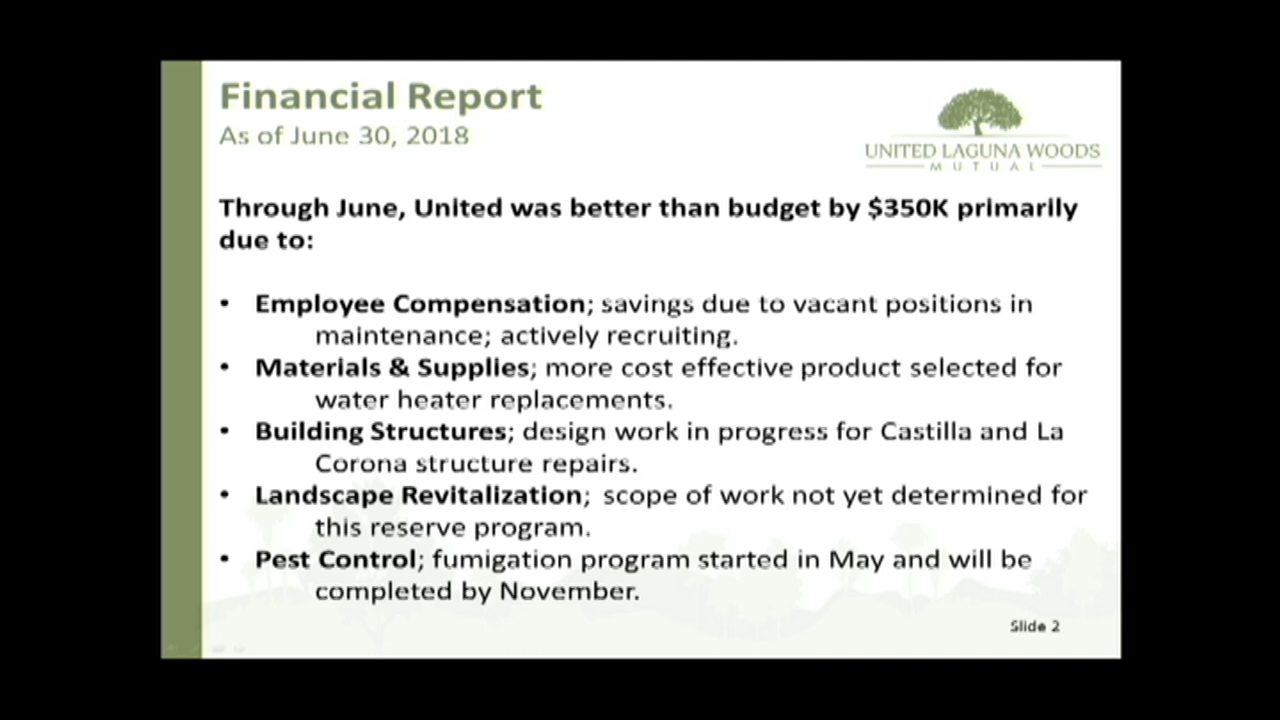 Financial Report
As of June 30, 2018
UNITED LAGUNA WOODS
MUTUAL
Through June, United was better than budget by $350K primarily
due to:
• Employee Compensation; savings due to vacant positions in
maintenance; actively recruiting.
• Materials & Supplies; more cost effective product selected for
water heater replacements.
• Building Structures; design work in progress for Castilla and La
Corona structure repairs.
• Landscape Revitalization; scope of work not yet determined for
this reserve program.
• Pest Control; fumigation program started in May and will be
completed by November.
Slide 2